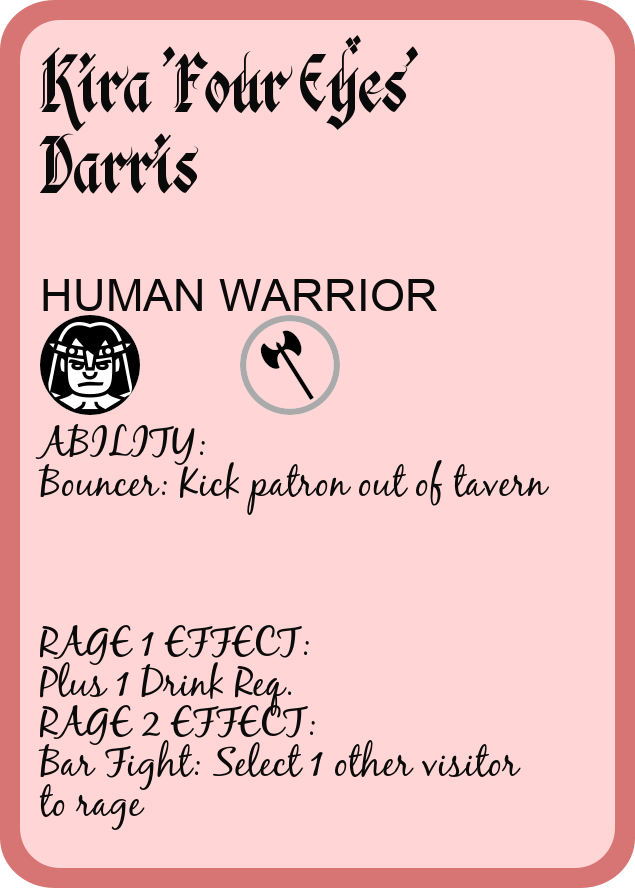 Kira 'Four Eyes'
Darris
HUMAN WARRIOR
ABILITY:
Bouncer: Kick patron out of tavern
RAGE 1 EFFECT:
Plus 1 Drink Req.
RAGE 2 EFFECT:
Bar Fight: Select 1 other visitor
to rage